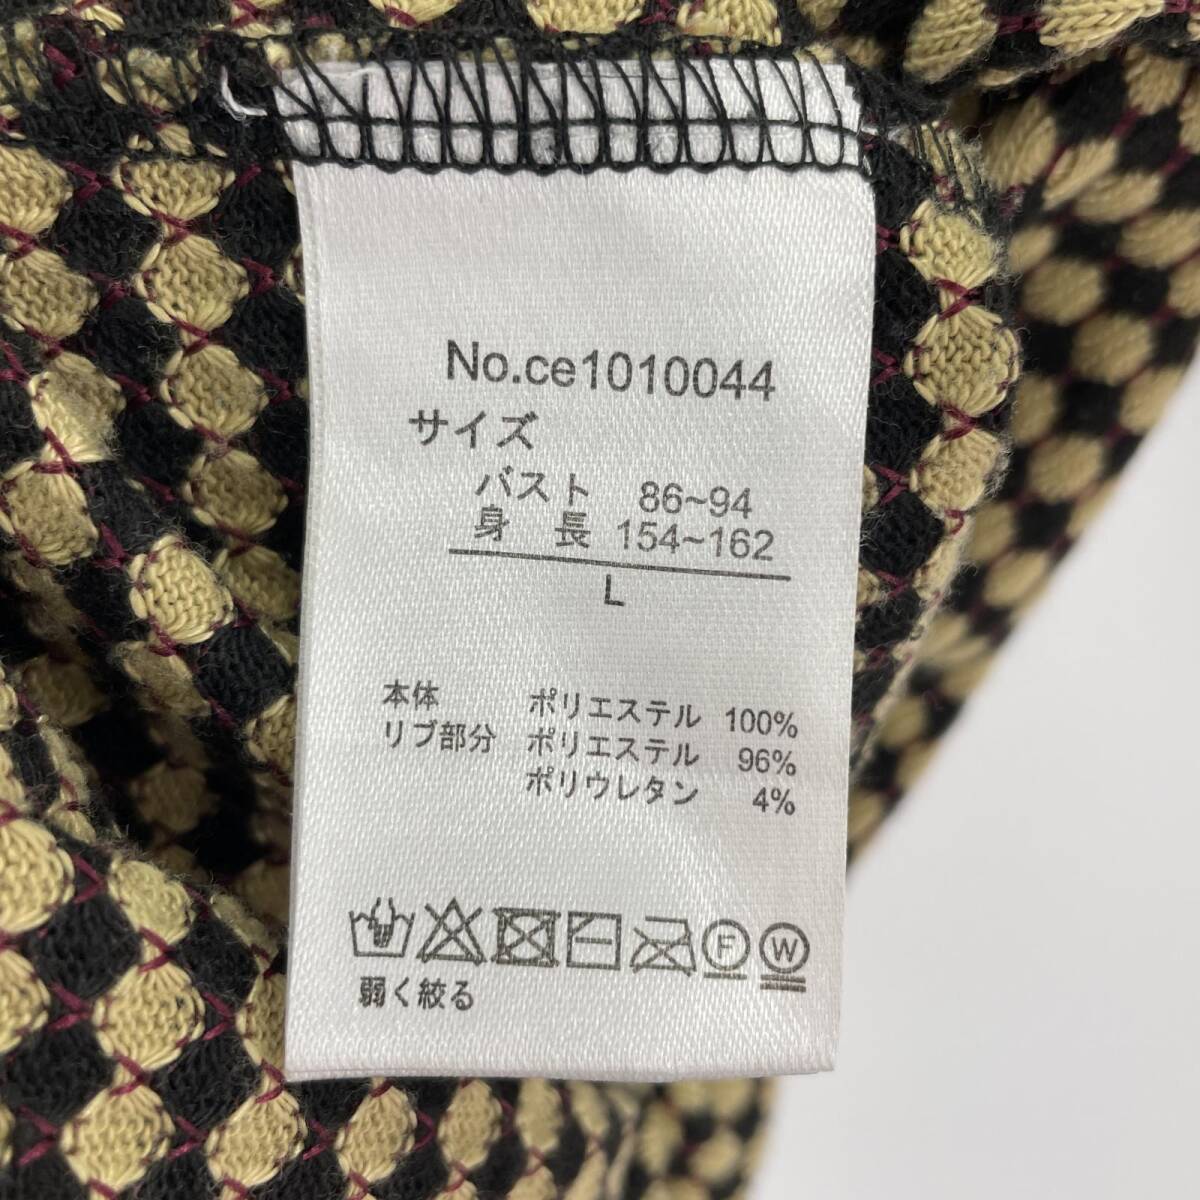 No.ce1010044
サイズ
バスト 86~94
身 長 154~162
L
本体 ポリエステル 100%
リブ部分 ポリエステル 96%
ポリウレタン 4%
F W
弱く絞る